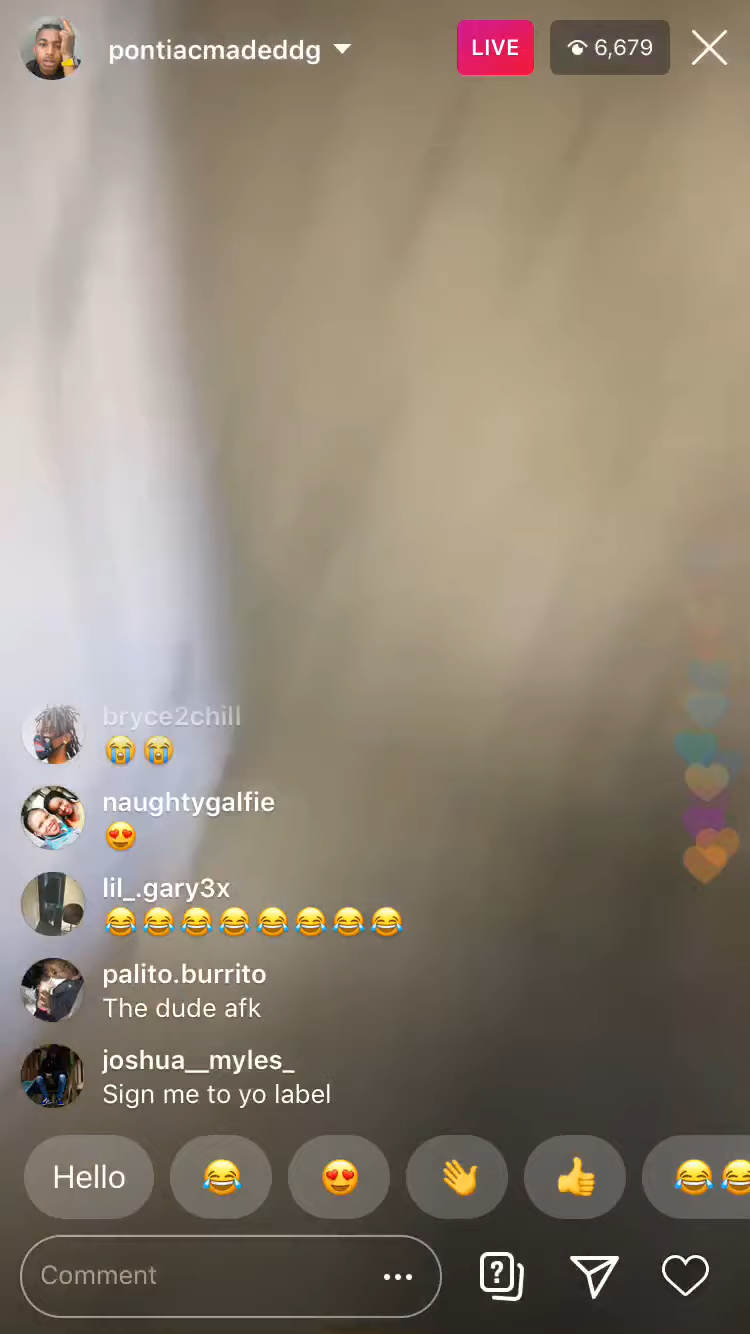 pontiacmadeddg
LIVE
6,679
bryce2chill
😭😭
naughtygalfie
😍
lil_.gary3x
😂😂😂😂😂😂😂😂
palito.burrito
The dude afk
joshua__myles_
Sign me to yo label
Hello 😂 😍 👋 👍 😂😂
Comment